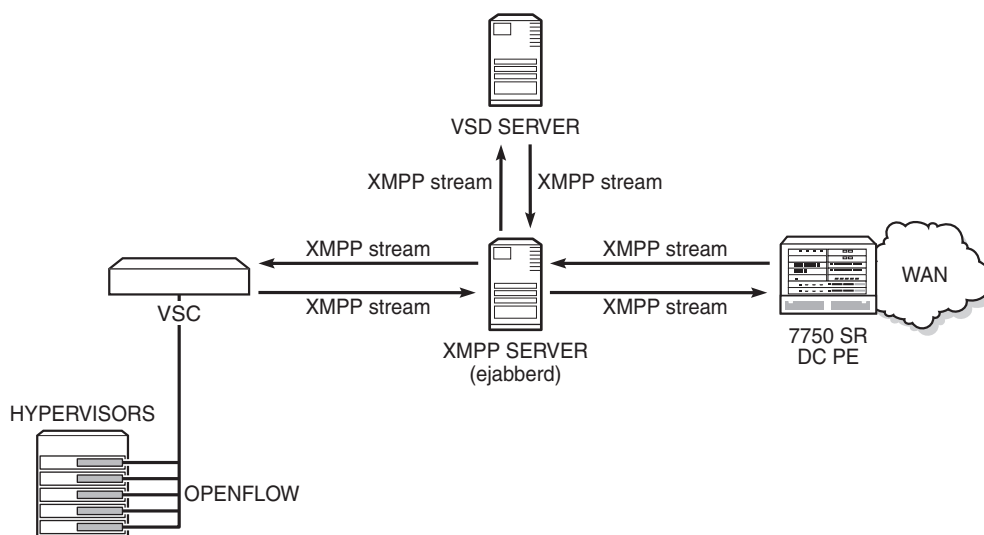 VSD SERVER
XMPP stream
XMPP stream
XMPP stream
XMPP stream
WAN
VSC
XMPP stream
XMPP stream
7750 SR
DC PE
XMPP SERVER
(ejabberd)
HYPERVISORS
OPENFLOW